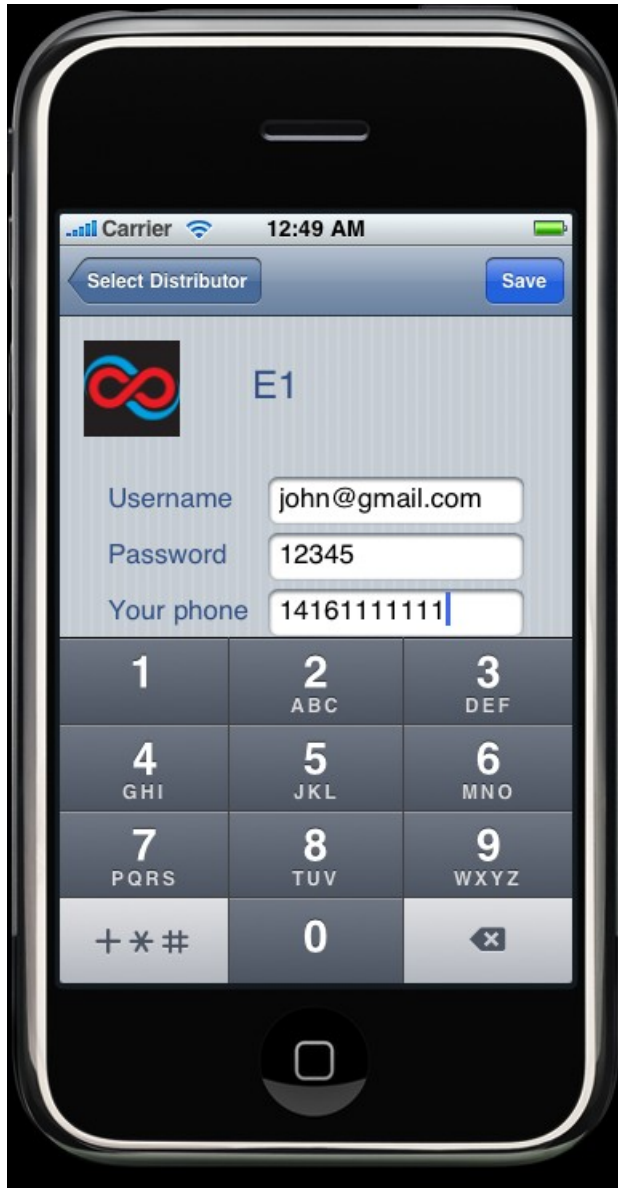 Carrier 12:49 AM
Select Distributor Save
E1
Username john@gmail.com
Password 12345
Your phone 14161111111
1 2 3
ABC DEF
4 5 6
GHI JKL MNO
7 8 9
PQRS TUV WXYZ
+*# 0